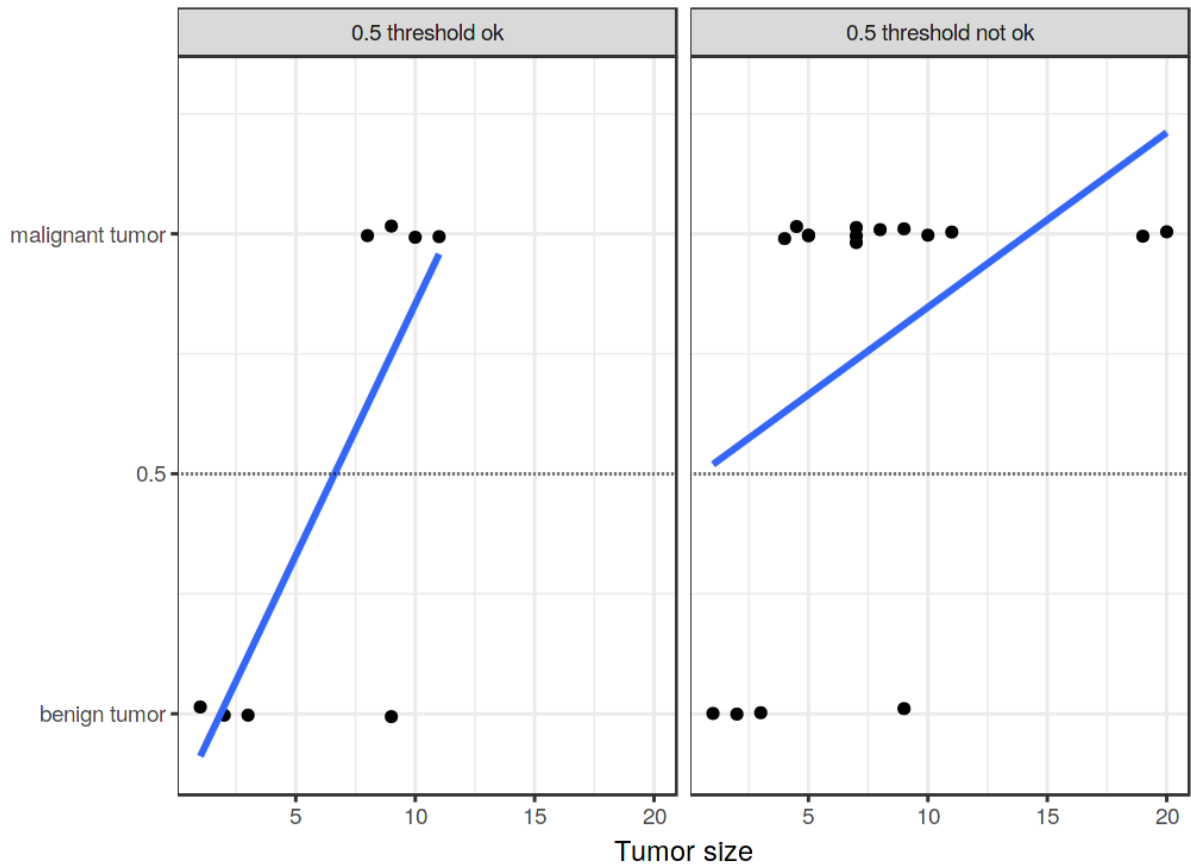 0.5 threshold ok
0.5 threshold not ok
malignant tumor
0.5
benign tumor
5 10 15 20
5 10 15 20
Tumor size